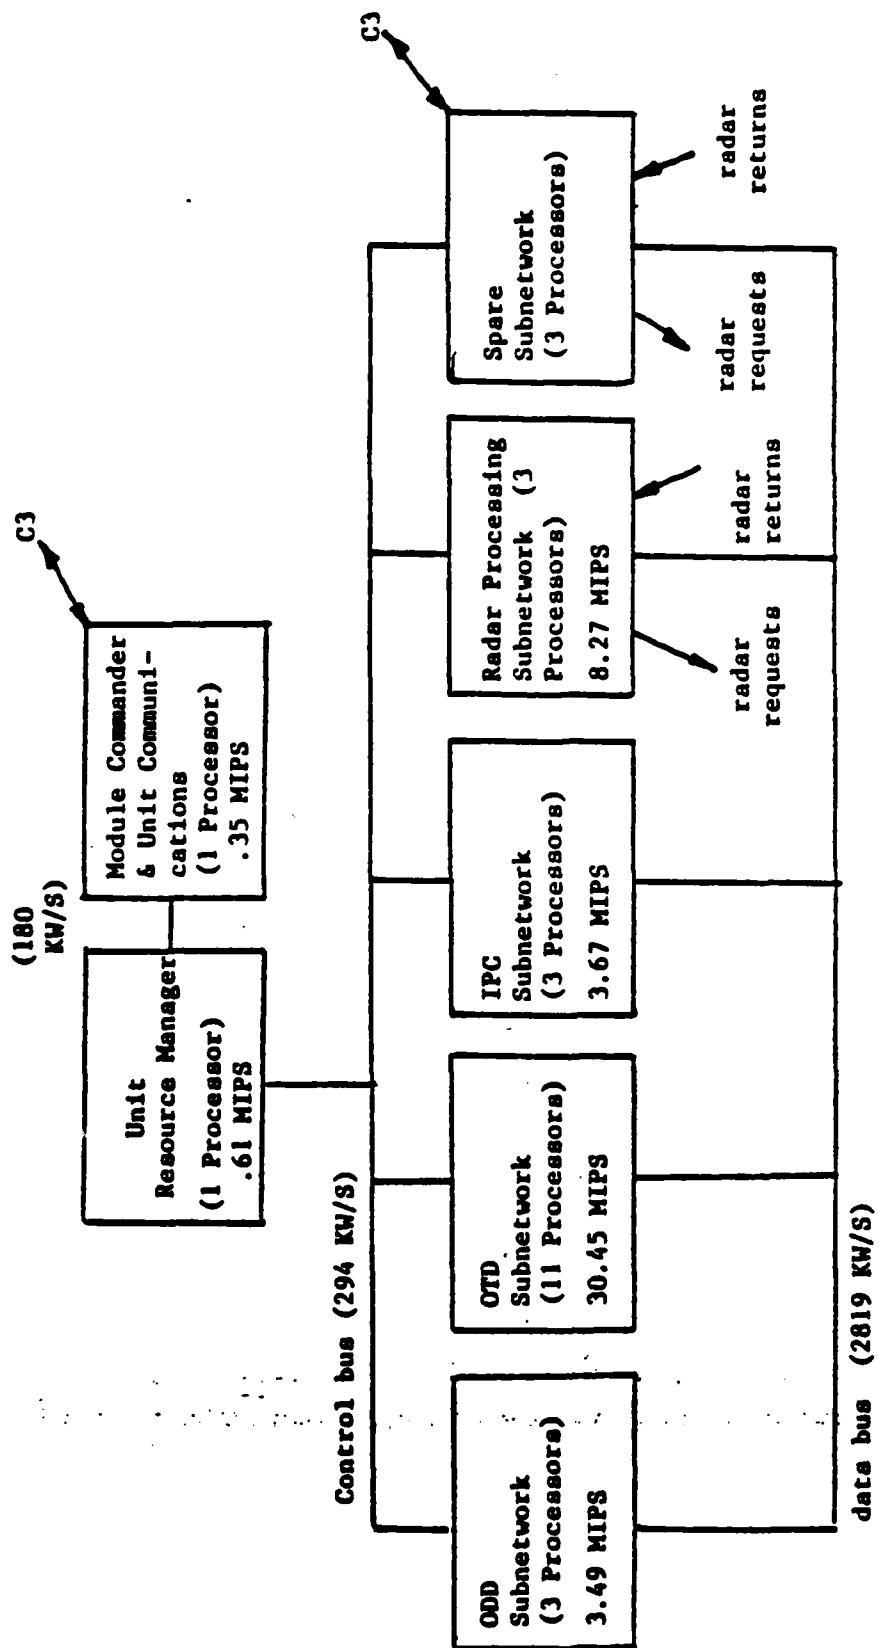 (180
KW/S)
C3
Unit
Resource Manager
(1 Processor)
.61 MIPS
Module Commander
& Unit Communi-
cations
(1 Processor)
.35 MIPS
Control bus (294 KW/S)
C3
ODD
Subnetwork
(3 Processors)
3.49 MIPS
OTD
Subnetwork
(11 Processors)
30.45 MIPS
IPC
Subnetwork
(3 Processors)
3.67 MIPS
Radar Processing
Subnetwork (3
Processors)
8.27 MIPS
Spare
Subnetwork
(3 Processors)
radar
requests
radar
returns
radar
requests
radar
returns
data bus (2819 KW/S)